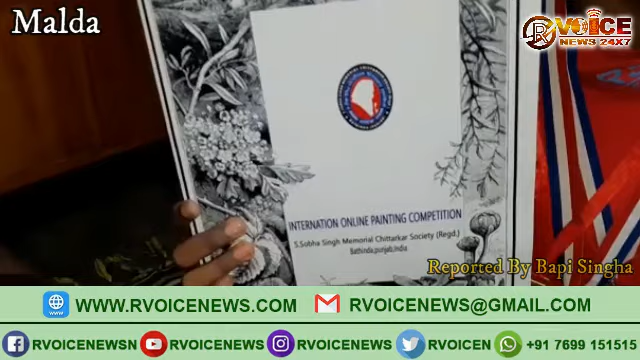 Malda
R VOICE
NEWS 24X7
INTERNATION ONLINE PAINTING COMPETITION
S.Sobha Singh Memorial Chittarkar Society (Regd.)
Bathinda,punjab,India
Reported By Bapi Singha
WWW.RVOICENEWS.COM
RVOICENEWS@GMAIL.COM
RVOICENEWSN
RVOICENEWS
RVOICENEWS
RVOICEN
+91 7699 151515